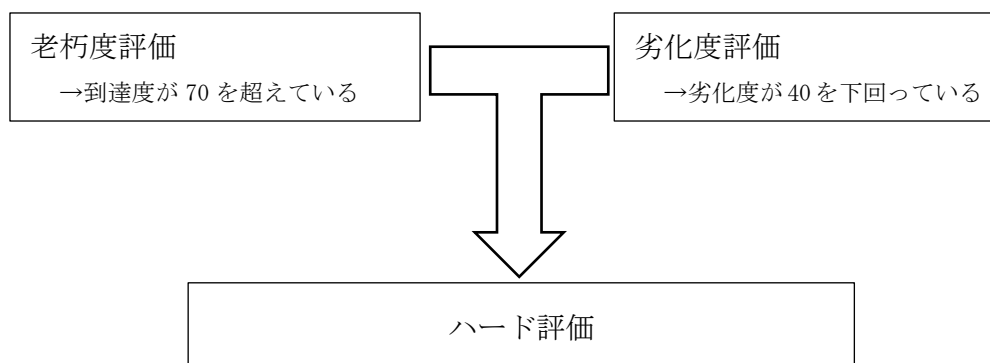 老朽度評価
→到達度が 70 を超えている
劣化度評価
→劣化度が 40 を下回っている
ハード評価